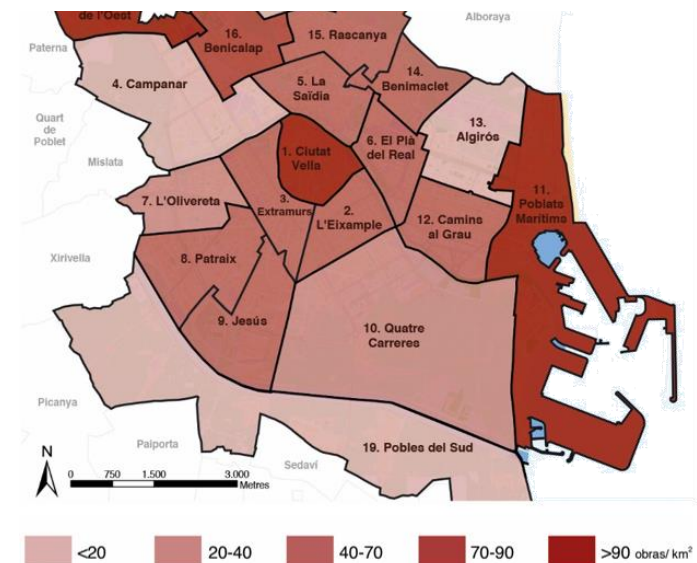 Alboraya
de l'Oest
16.
Benicalap
15. Rascanya
Paterna
4. Campanar
5. La
Saïdia
14.
Benimaclet
Quart
de
Poblet
13.
Algirós
6. El Pla
del Real
1. Ciutat
Vella
Mislata
11.
Poblats
Marítims
7. L'Olivereta
3.
Extramurs
2.
L'Eixample
12. Camins
al Grau
Xirivella
8. Patraix
9. Jesús
10. Quatre
Carreres
Picanya
Paiporta
19. Pobles del Sud
Sedaví
N
0 750 1.500 3.000
Metres
<20 20-40 40-70 70-90 >90 obras/ km²